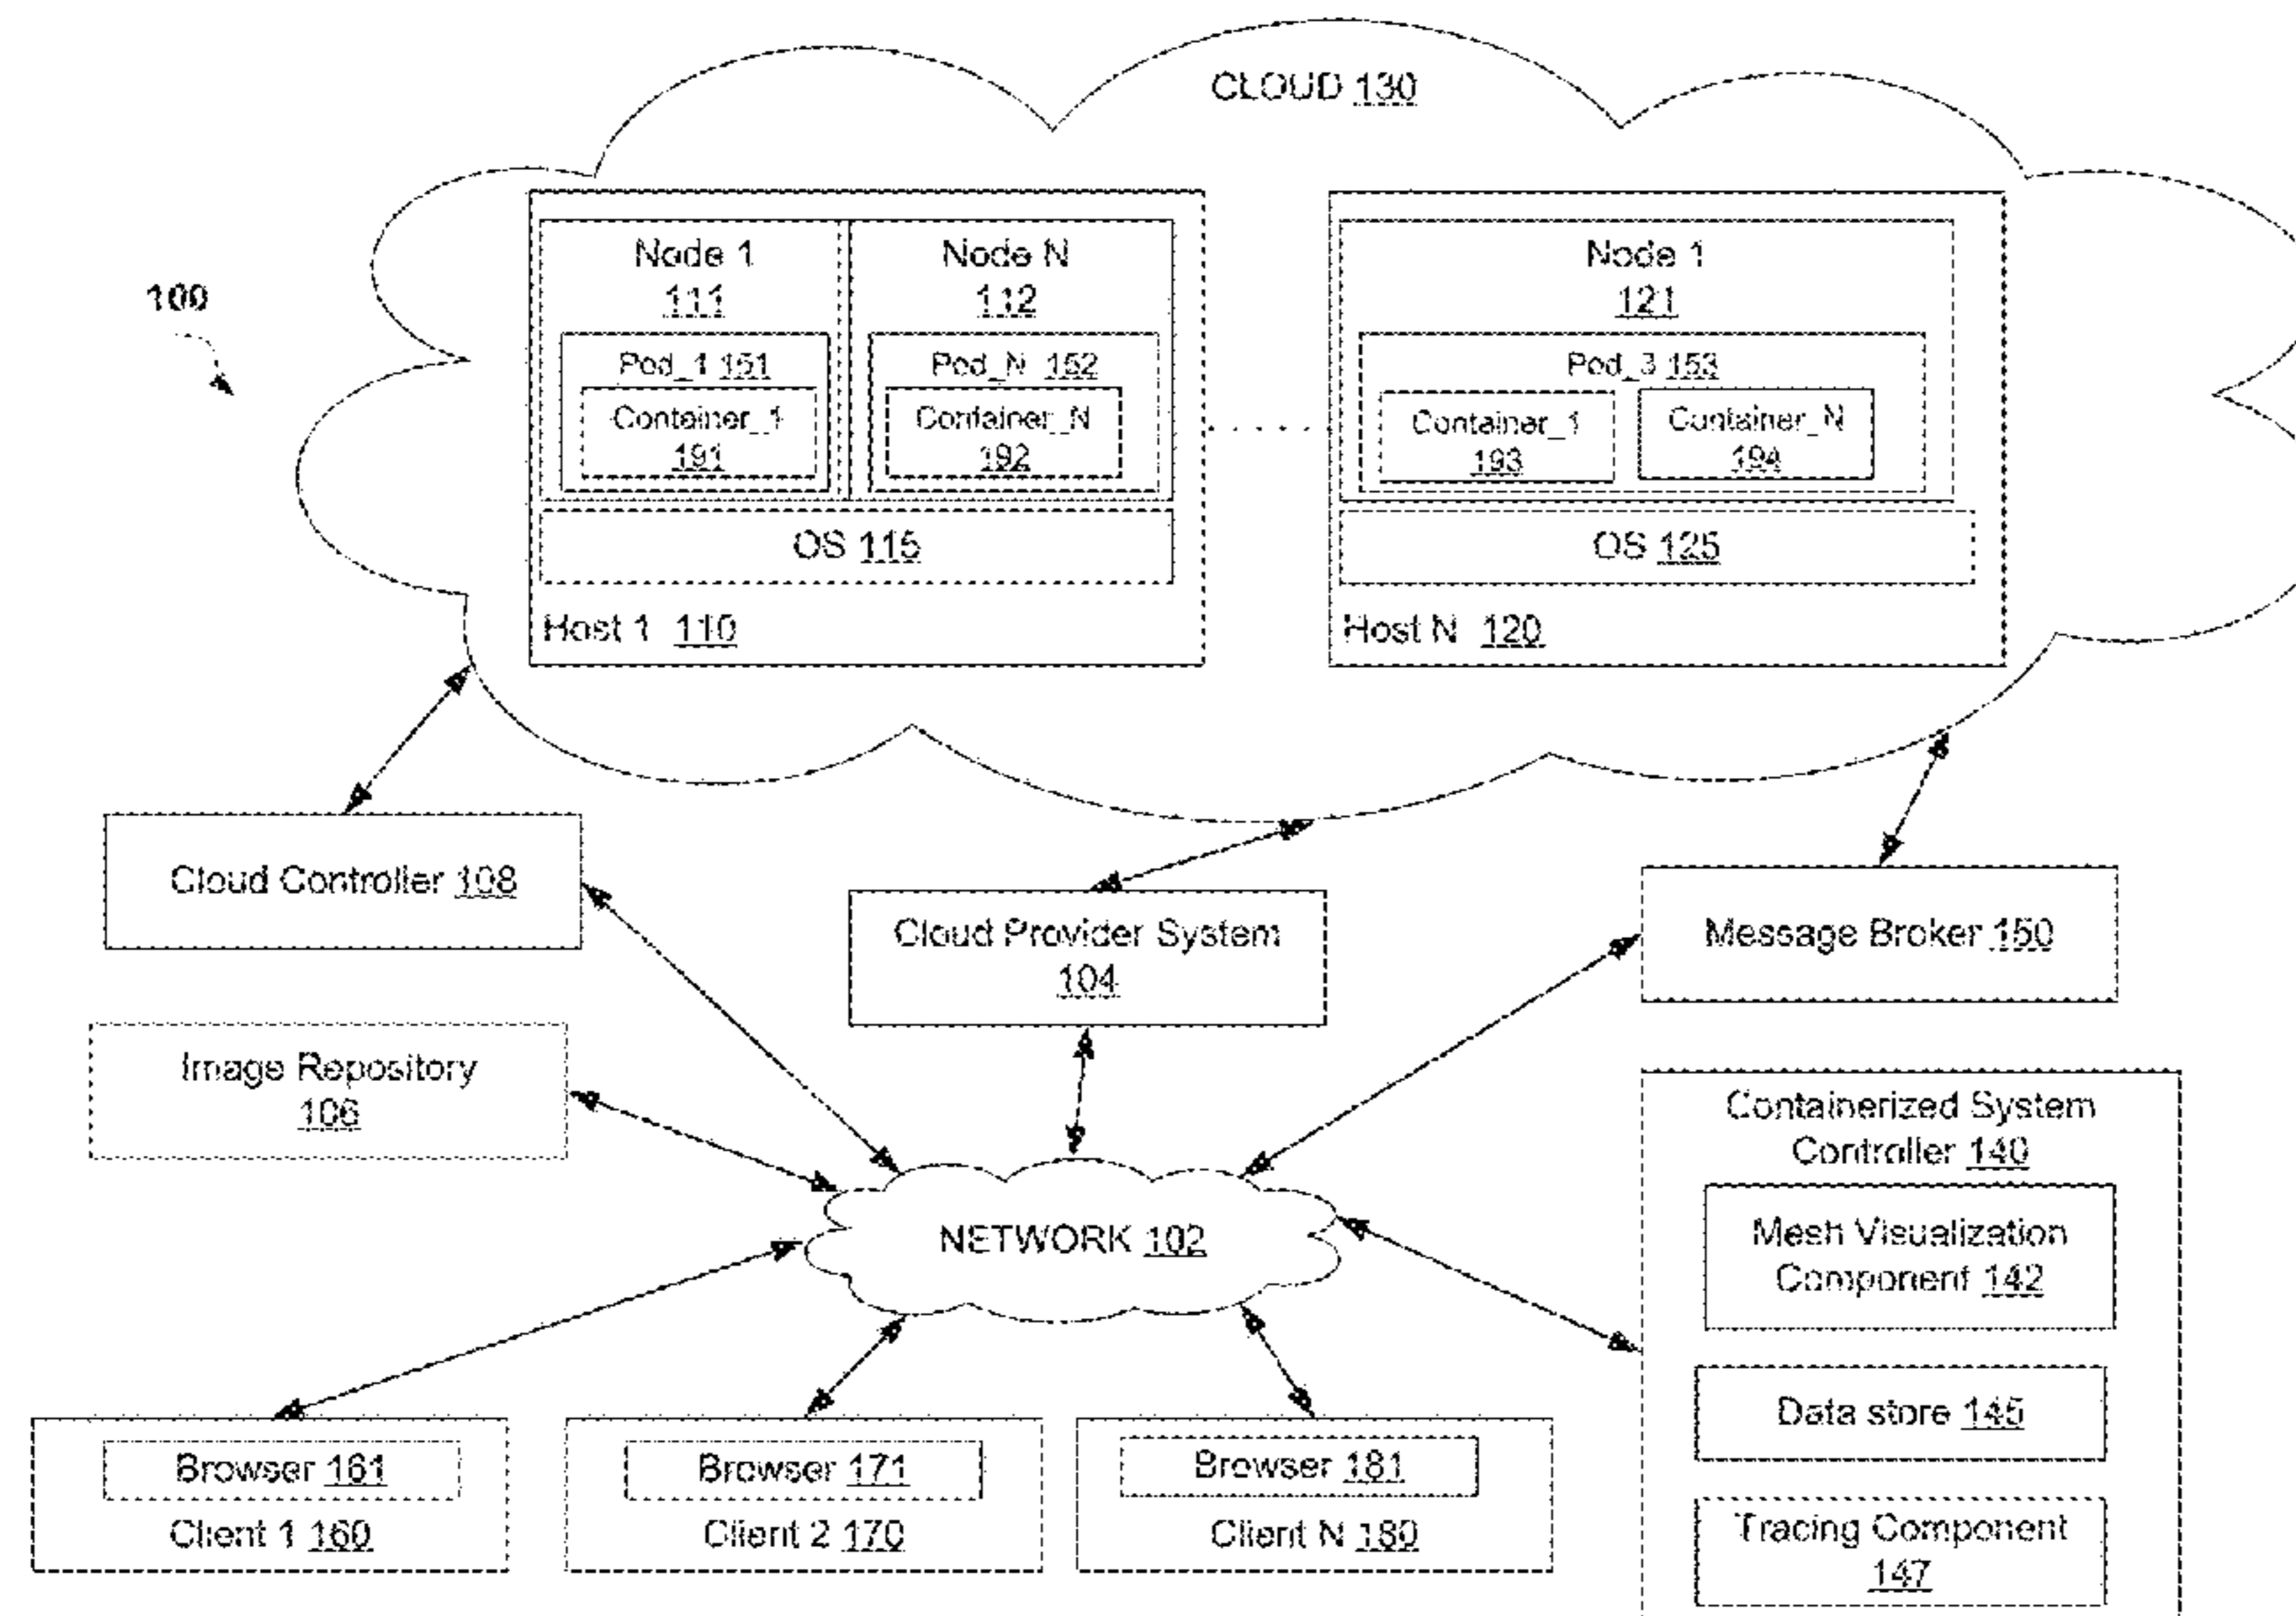 CLOUD 130
100
Node 1
111
Node N
112
Node 1
121
Pod_1 151
Pod_N 152
Pod_3 153
Container_1
191
Container_N
192
Container_1
193
Container_N
194
OS 115
OS 125
Host 1 110
Host N 120
Cloud Controller 108
Cloud Provider System
104
Message Broker 150
Image Repository
106
Containerized System
Controller 140
Mesh Visualization
Component 142
NETWORK 102
Data store 145
Browser 161
Browser 171
Browser 181
Client 1 160
Client 2 170
Client N 180
Tracing Component
147